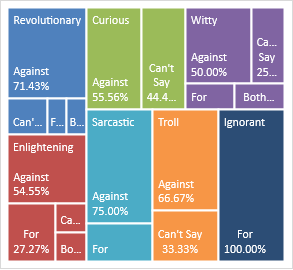 Revolutionary
Against
71.43%
Can'...
F...
B...
Enlightening
Against
54.55%
For
27.27%
Ca...
Bo...
Curious
Against
55.56%
Can't
Say
44.4...
Sarcastic
Against
75.00%
For
Witty
Against
50.00%
Ca...
Say
25...
For
Both...
Troll
Against
66.67%
Can't Say
33.33%
Ignorant
For
100.00%